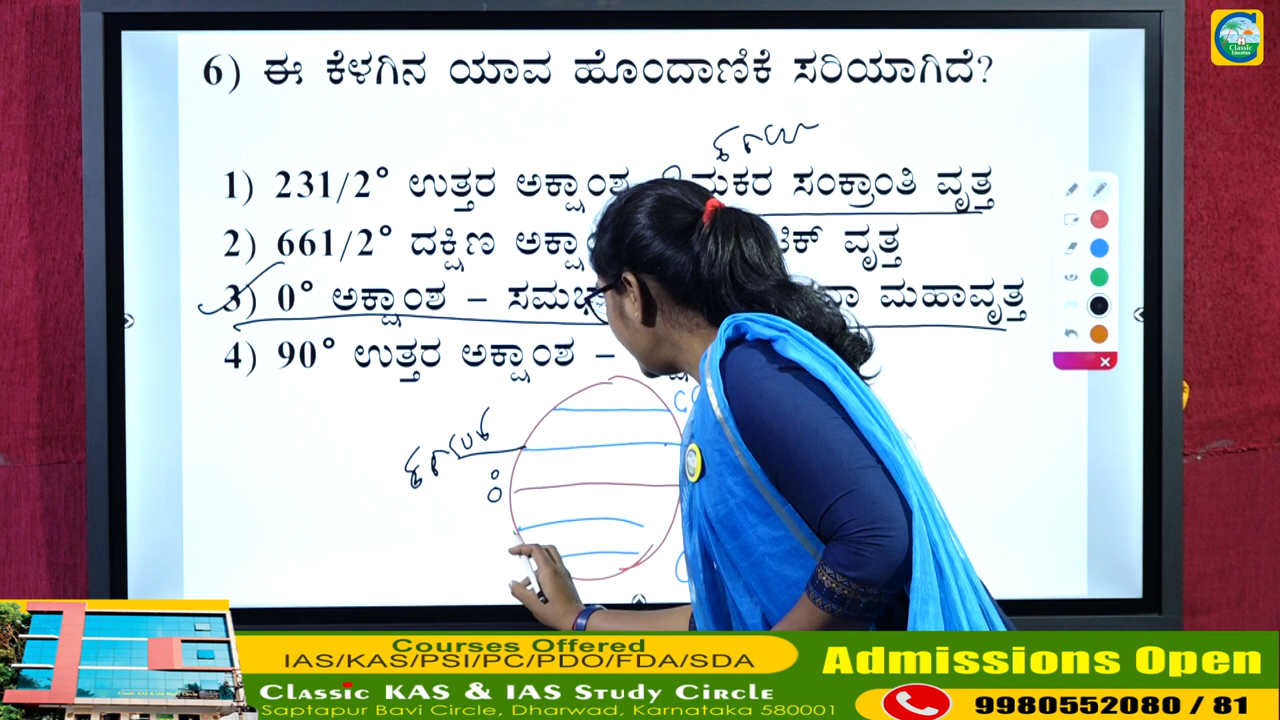 6) ಈ ಕೆಳಗಿನ ಯಾವ ಹೊಂದಾಣಿಕೆ ಸರಿಯಾಗಿದೆ?
1) 231/2° ಉತ್ತರ ಅಕ್ಷಾಂಶ ಮಕರ ಸಂಕ್ರಾಂತಿ ವೃತ್ತ
2) 661/2° ದಕ್ಷಿಣ ವೃತ್ತ
3) 0° ಅಕ್ಷಾಂಶ – ಮಹಾವೃತ್ತ
4) 90° ಉತ್ತರ ಅಕ್ಷಾಂಶ –
Classic Education
Courses Offered
IAS/KAS/PSI/PC/PDO/FDA/SDA
Classic KAS & IAS Study Circle
Saptapur Bavi Circle, Dharwad, Karnataka 580001
Admissions Open
9980552080 / 81